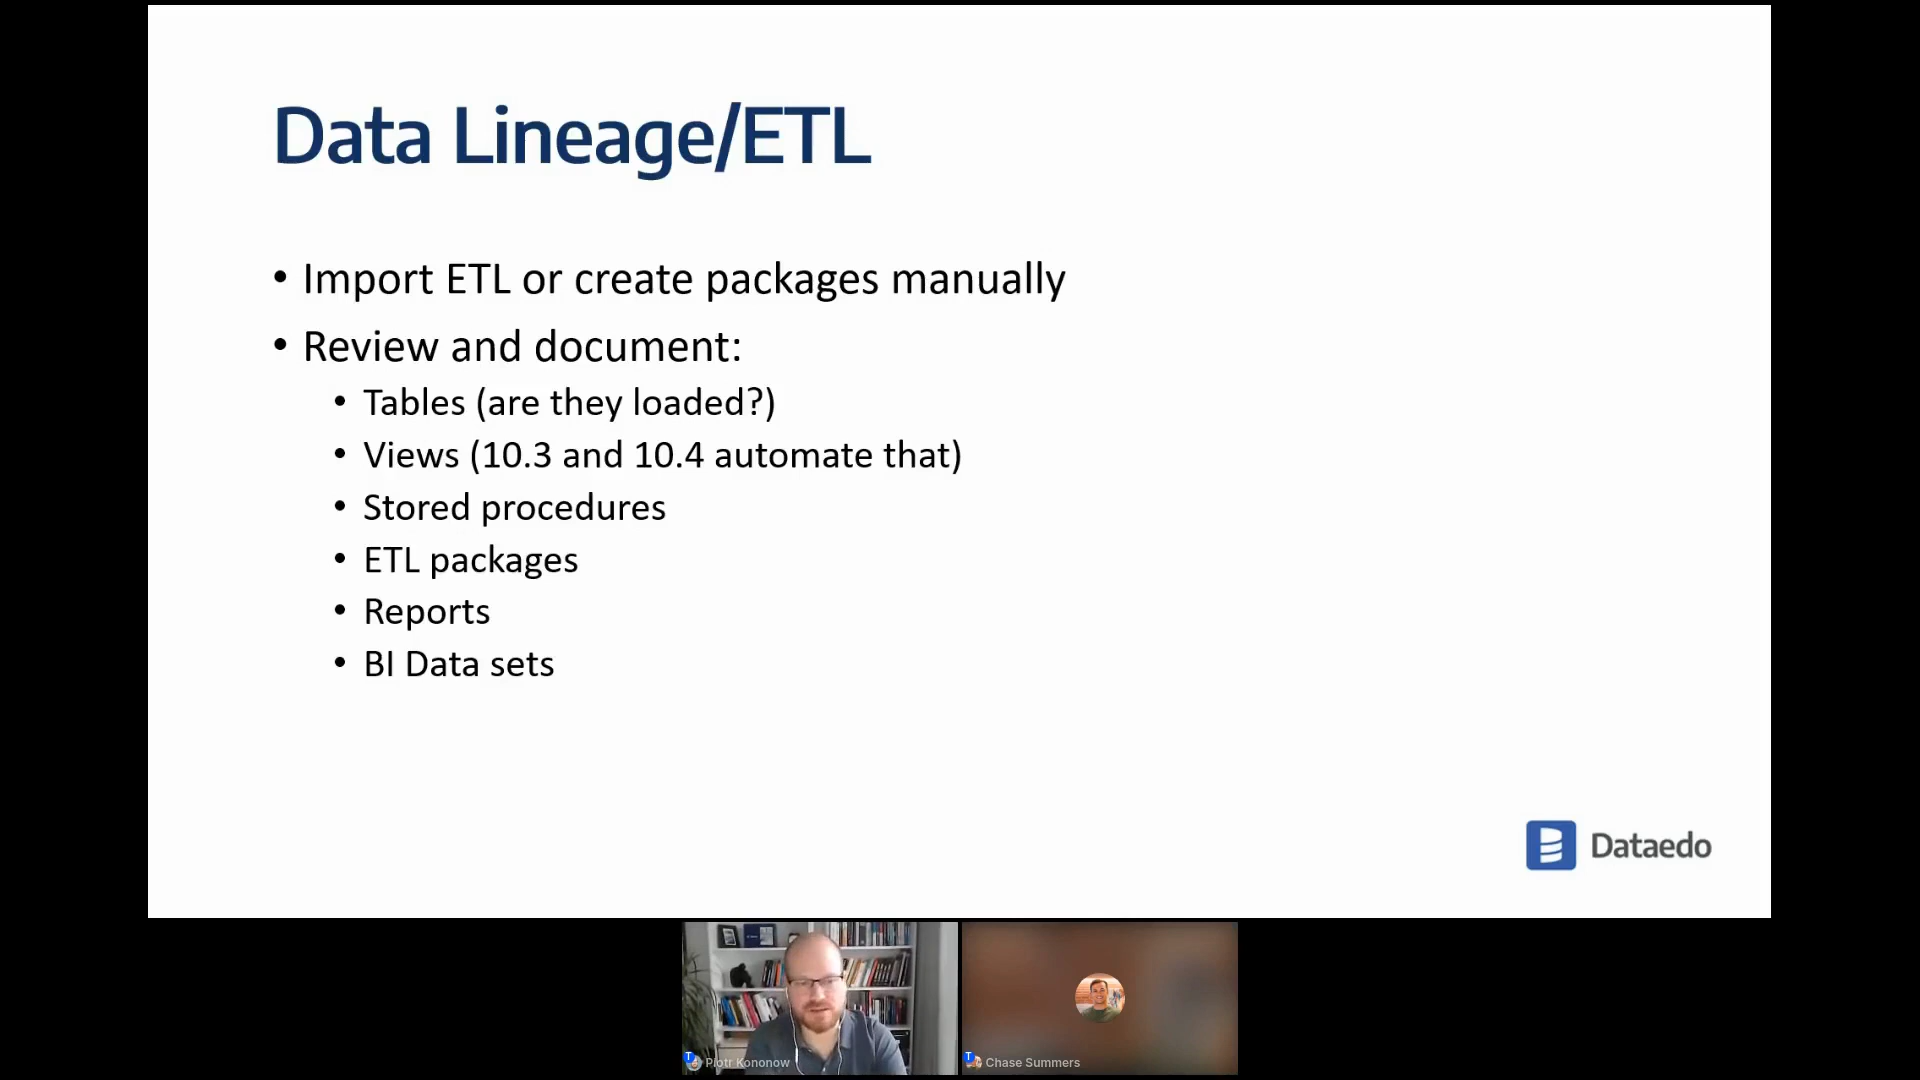 Data Lineage/ETL
• Import ETL or create packages manually
• Review and document:
• Tables (are they loaded?)
• Views (10.3 and 10.4 automate that)
• Stored procedures
• ETL packages
• Reports
• BI Data sets
Dataedo
T Piotr Kononow
T Chase Summers